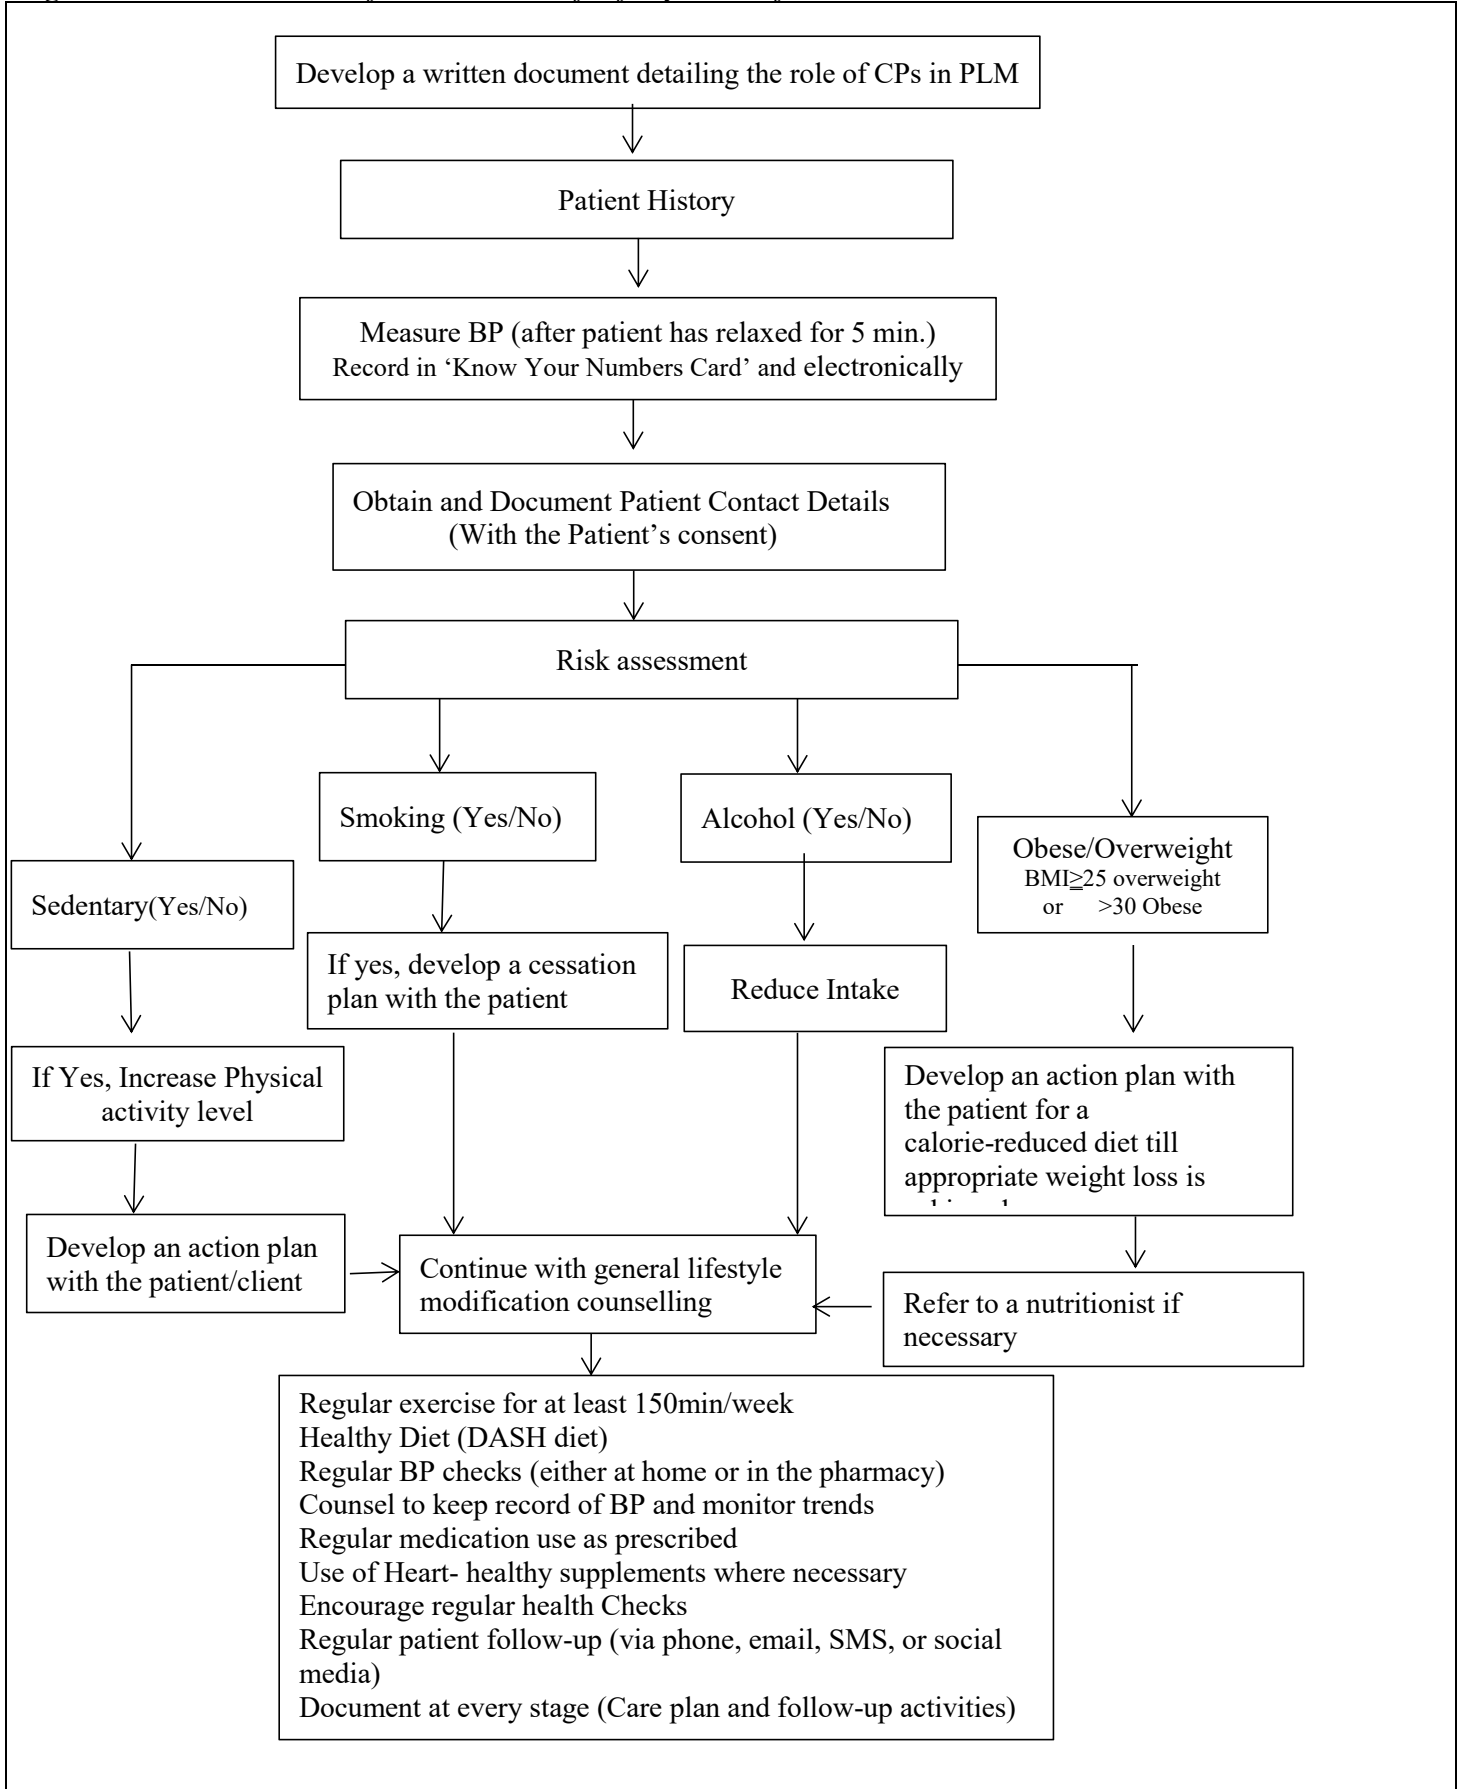 Develop a written document detailing the role of CPs in PLM
Patient History
Measure BP (after patient has relaxed for 5 min.)
Record in ‘Know Your Numbers Card’ and electronically
Obtain and Document Patient Contact Details
(With the Patient’s consent)
Risk assessment
Sedentary(Yes/No)
Smoking (Yes/No)
Alcohol (Yes/No)
Obese/Overweight
BMI≥25 overweight
or >30 Obese
If Yes, Increase Physical
activity level
If yes, develop a cessation
plan with the patient
Reduce Intake
Develop an action plan with
the patient for a
calorie-reduced diet till
appropriate weight loss is
Develop an action plan
with the patient/client
Continue with general lifestyle
modification counselling
Refer to a nutritionist if
necessary
Regular exercise for at least 150min/week
Healthy Diet (DASH diet)
Regular BP checks (either at home or in the pharmacy)
Counsel to keep record of BP and monitor trends
Regular medication use as prescribed
Use of Heart- healthy supplements where necessary
Encourage regular health Checks
Regular patient follow-up (via phone, email, SMS, or social
media)
Document at every stage (Care plan and follow-up activities)